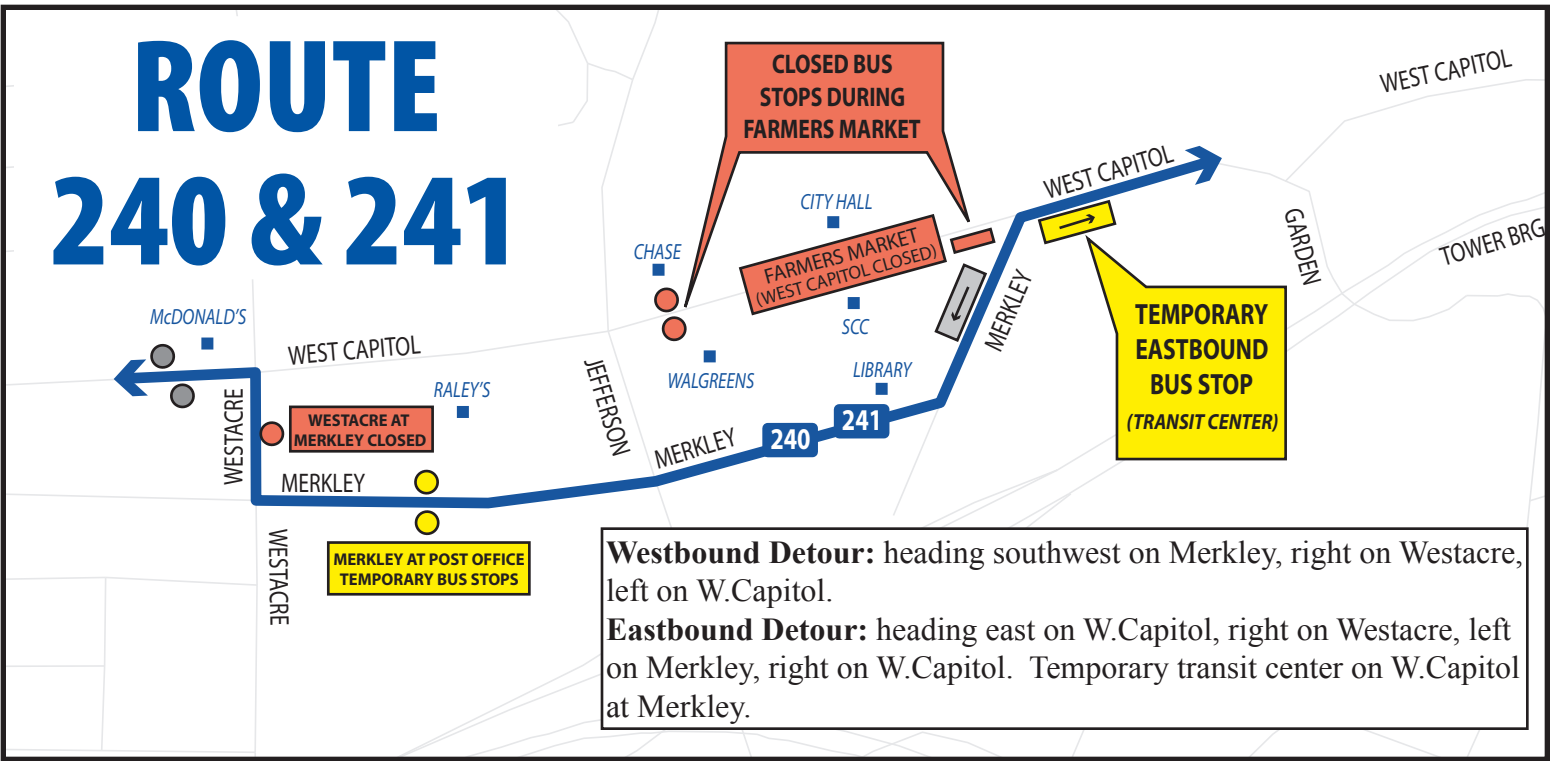 ROUTE
240 & 241
CLOSED BUS
STOPS DURING
FARMERS MARKET
WEST CAPITOL
WEST CAPITOL
CITY HALL
CHASE
FARMERS MARKET
(WEST CAPITOL CLOSED)
GARDEN
TOWER BRG
McDONALD'S
WEST CAPITOL
SCC
MERKLEY
TEMPORARY
EASTBOUND
BUS STOP
(TRANSIT CENTER)
JEFFERSON
WALGREENS
LIBRARY
RALEY'S
WESTACRE
WESTACRE AT
MERKLEY CLOSED
MERKLEY
240
241
MERKLEY
WESTACRE
MERKLEY AT POST OFFICE
TEMPORARY BUS STOPS
Westbound Detour: heading southwest on Merkley, right on Westacre,
left on W.Capitol.
Eastbound Detour: heading east on W.Capitol, right on Westacre, left
on Merkley, right on W.Capitol.  Temporary transit center on W.Capitol
at Merkley.